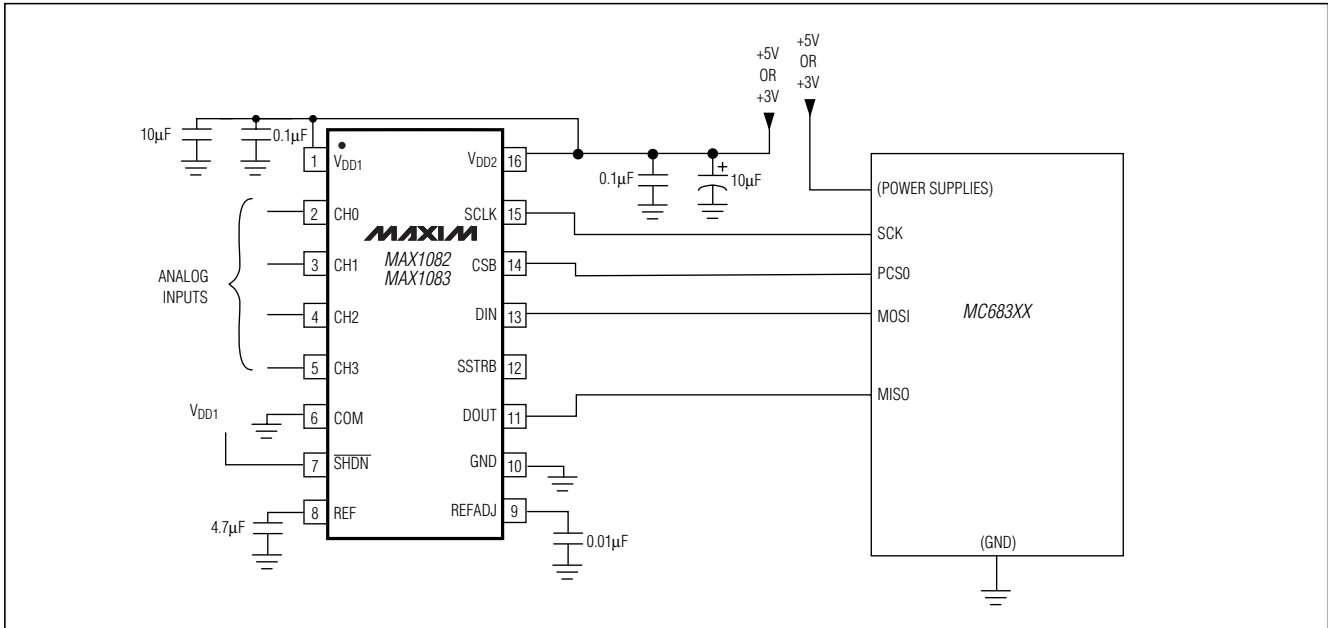 +5V
OR
+3V
+5V
OR
+3V
10µF
0.1µF
1 VDD1
VDD2 16
0.1µF
+
10µF
(POWER SUPPLIES)
2 CH0
SCLK 15
SCK
MAXIM
MAX1082
MAX1083
3 CH1
CSB 14
PCS0
ANALOG
INPUTS
4 CH2
DIN 13
MOSI
MC683XX
5 CH3
SSTRB 12
VDD1
6 COM
DOUT 11
MISO
7 SHDN
GND 10
8 REF
REFADJ 9
4.7µF
0.01µF
(GND)